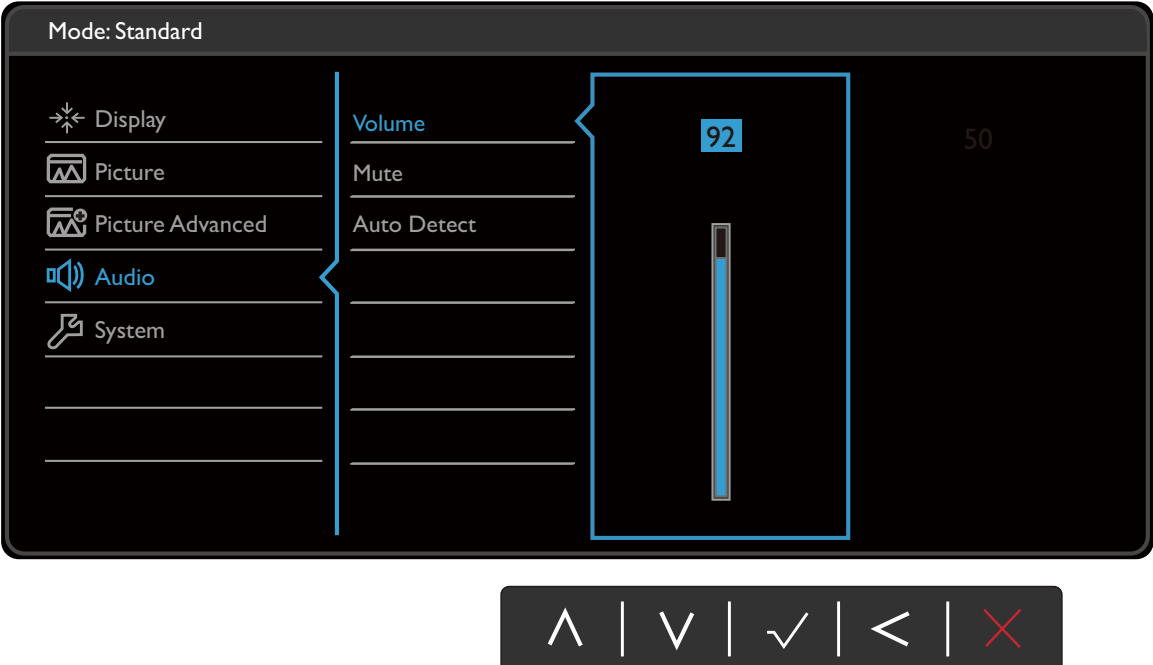 Mode: Standard
Display
Picture
Picture Advanced
Audio
System
Volume
Mute
Auto Detect
92
50